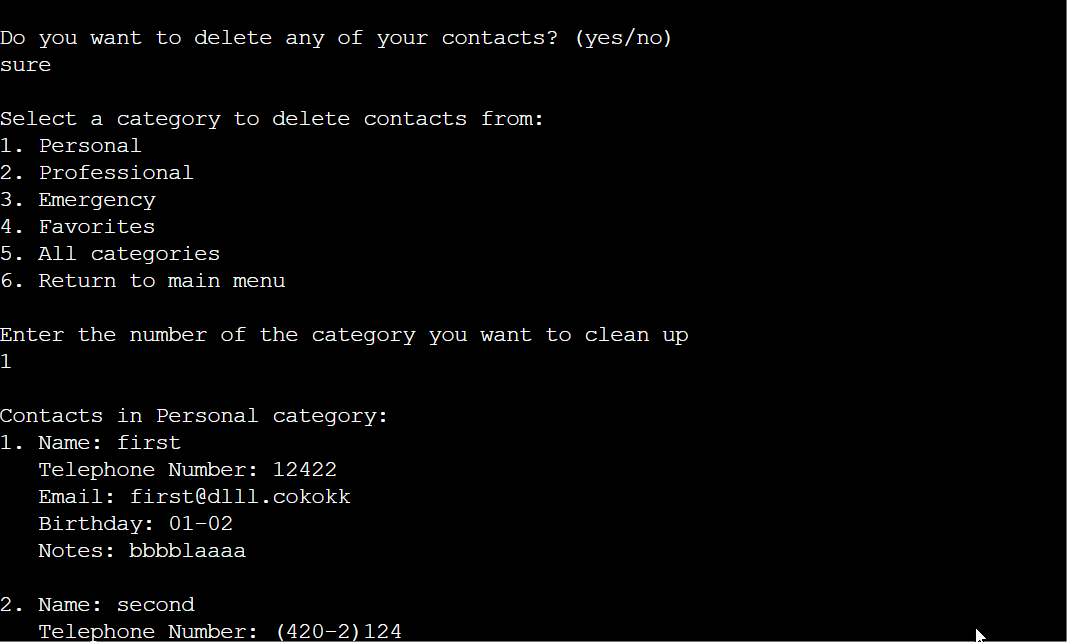 Do you want to delete any of your contacts? (yes/no)
sure
Select a category to delete contacts from:
1. Personal
2. Professional
3. Emergency
4. Favorites
5. All categories
6. Return to main menu
Enter the number of the category you want to clean up
1
Contacts in Personal category:
1. Name: first
Telephone Number: 12422
Email: first@dlll.cokokk
Birthday: 01-02
Notes: bbbblaaaa
2. Name: second
Telephone Number: (420-2)124